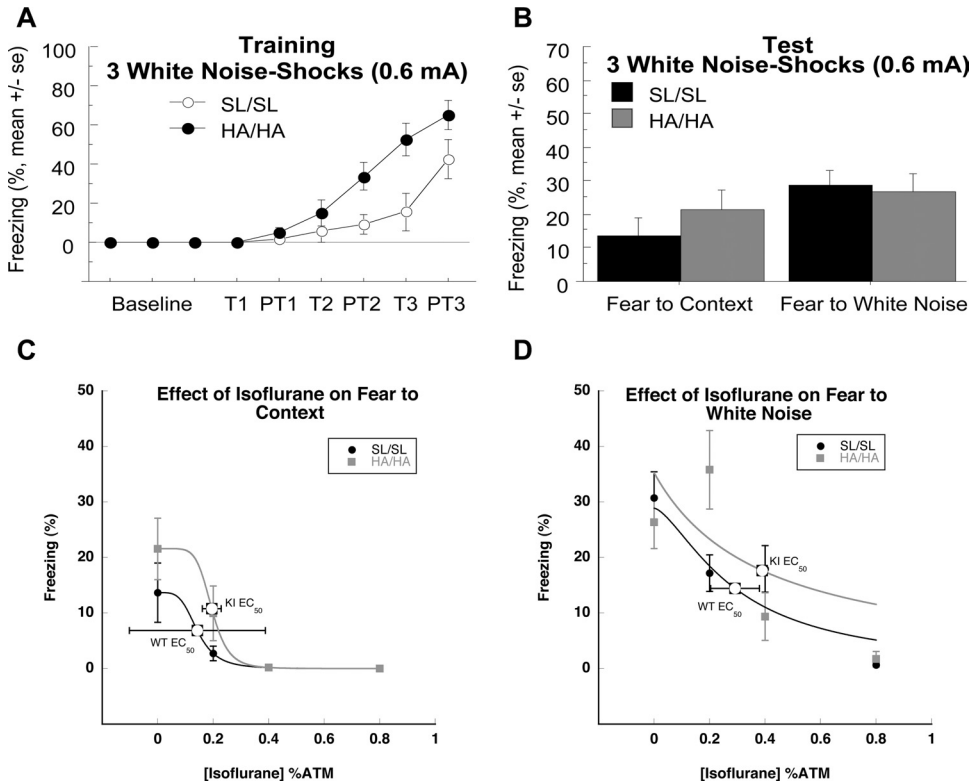 A
Training
3 White Noise-Shocks (0.6 mA)
SL/SL
HA/HA
Freezing (%, mean +/- se)
100
80
60
40
20
0
Baseline T1 PT1 T2 PT2 T3 PT3
B
Test
3 White Noise-Shocks (0.6 mA)
SL/SL
HA/HA
Freezing (%, mean +/- se)
70
60
50
40
30
20
10
0
Fear to Context Fear to White Noise
C
Effect of Isoflurane on Fear to
Context
SL/SL
HA/HA
Freezing (%)
50
40
30
20
10
0
KI EC50
WT EC50
0 0.2 0.4 0.6 0.8 1
[Isoflurane] %ATM
D
Effect of Isoflurane on Fear to
White Noise
SL/SL
HA/HA
Freezing (%)
50
40
30
20
10
0
KI EC50
WT EC50
0 0.2 0.4 0.6 0.8 1
[Isoflurane] %ATM